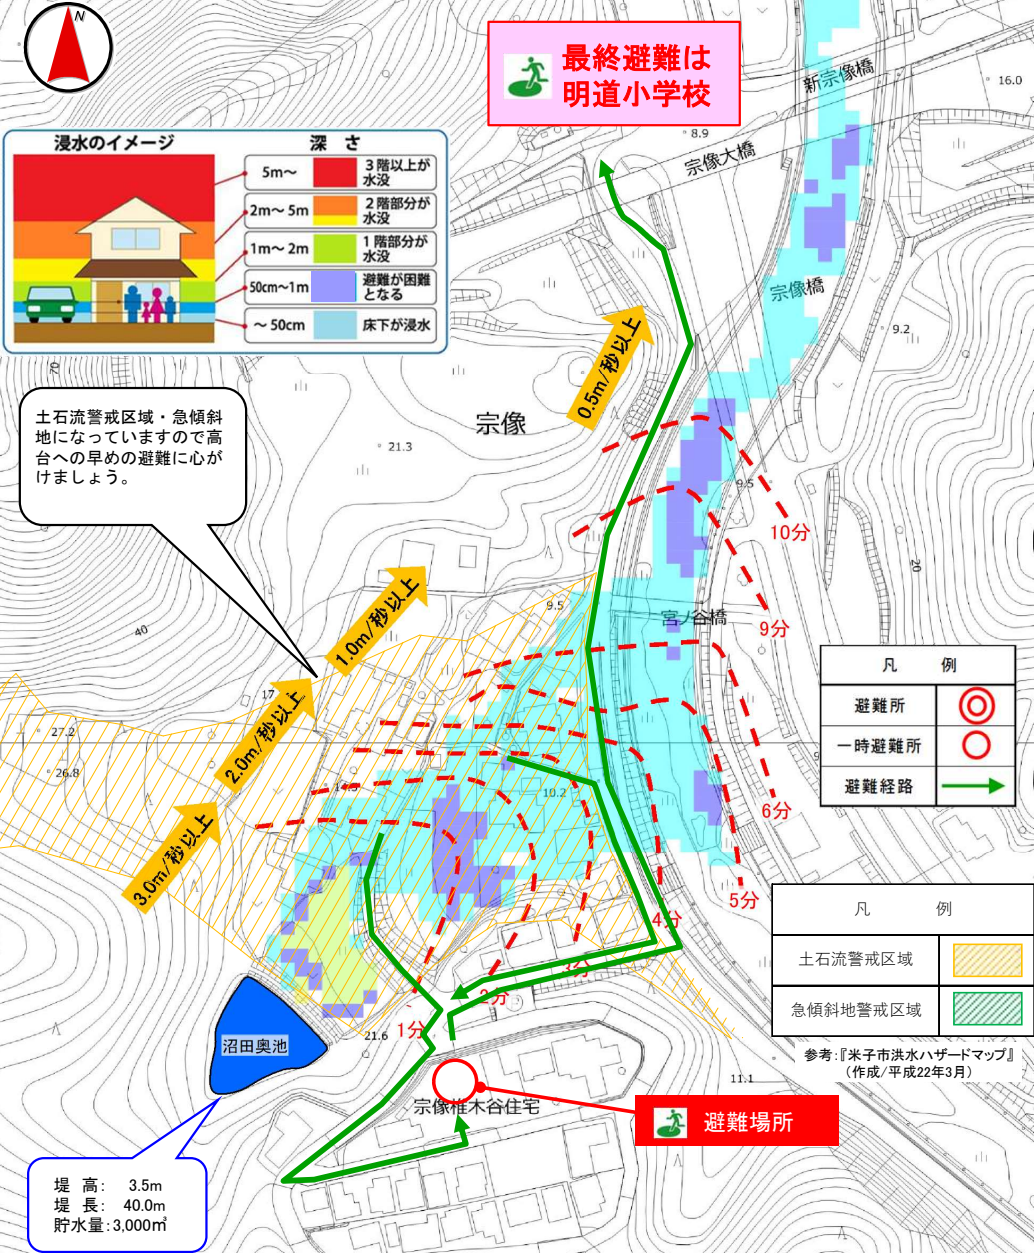 N
最終避難は
明道小学校
新宗像橋
16.0
8.9
宗像大橋
浸水のイメージ
深 さ
5m～
3階以上が
水没
2m～5m
2階部分が
水没
1m～2m
1階部分が
水没
50cm～1m
避難が困難
となる
～50cm
床下が浸水
宗像橋
9.2
0.5m/秒以上
70
土石流警戒区域・急傾斜
地になっていますので高
台への早めの避難に心が
けましょう。
宗像
21.3
9.5
10分
20
1.0m/秒以上
9.5
宮ノ谷橋
9分
40
凡 例
避難所
一時避難所
避難経路
17
2.0m/秒以上
27.2
26.8
10.2
6分
3.0m/秒以上
5分
4分
3分
2分
1分
凡 例
土石流警戒区域
急傾斜地警戒区域
参考:『米子市洪水ハザードマップ』
(作成/平成22年3月)
沼田奥池
21.6
11.1
宗像椎木谷住宅
避難場所
堤 高: 3.5m
堤 長: 40.0m
貯水量:3,000㎥